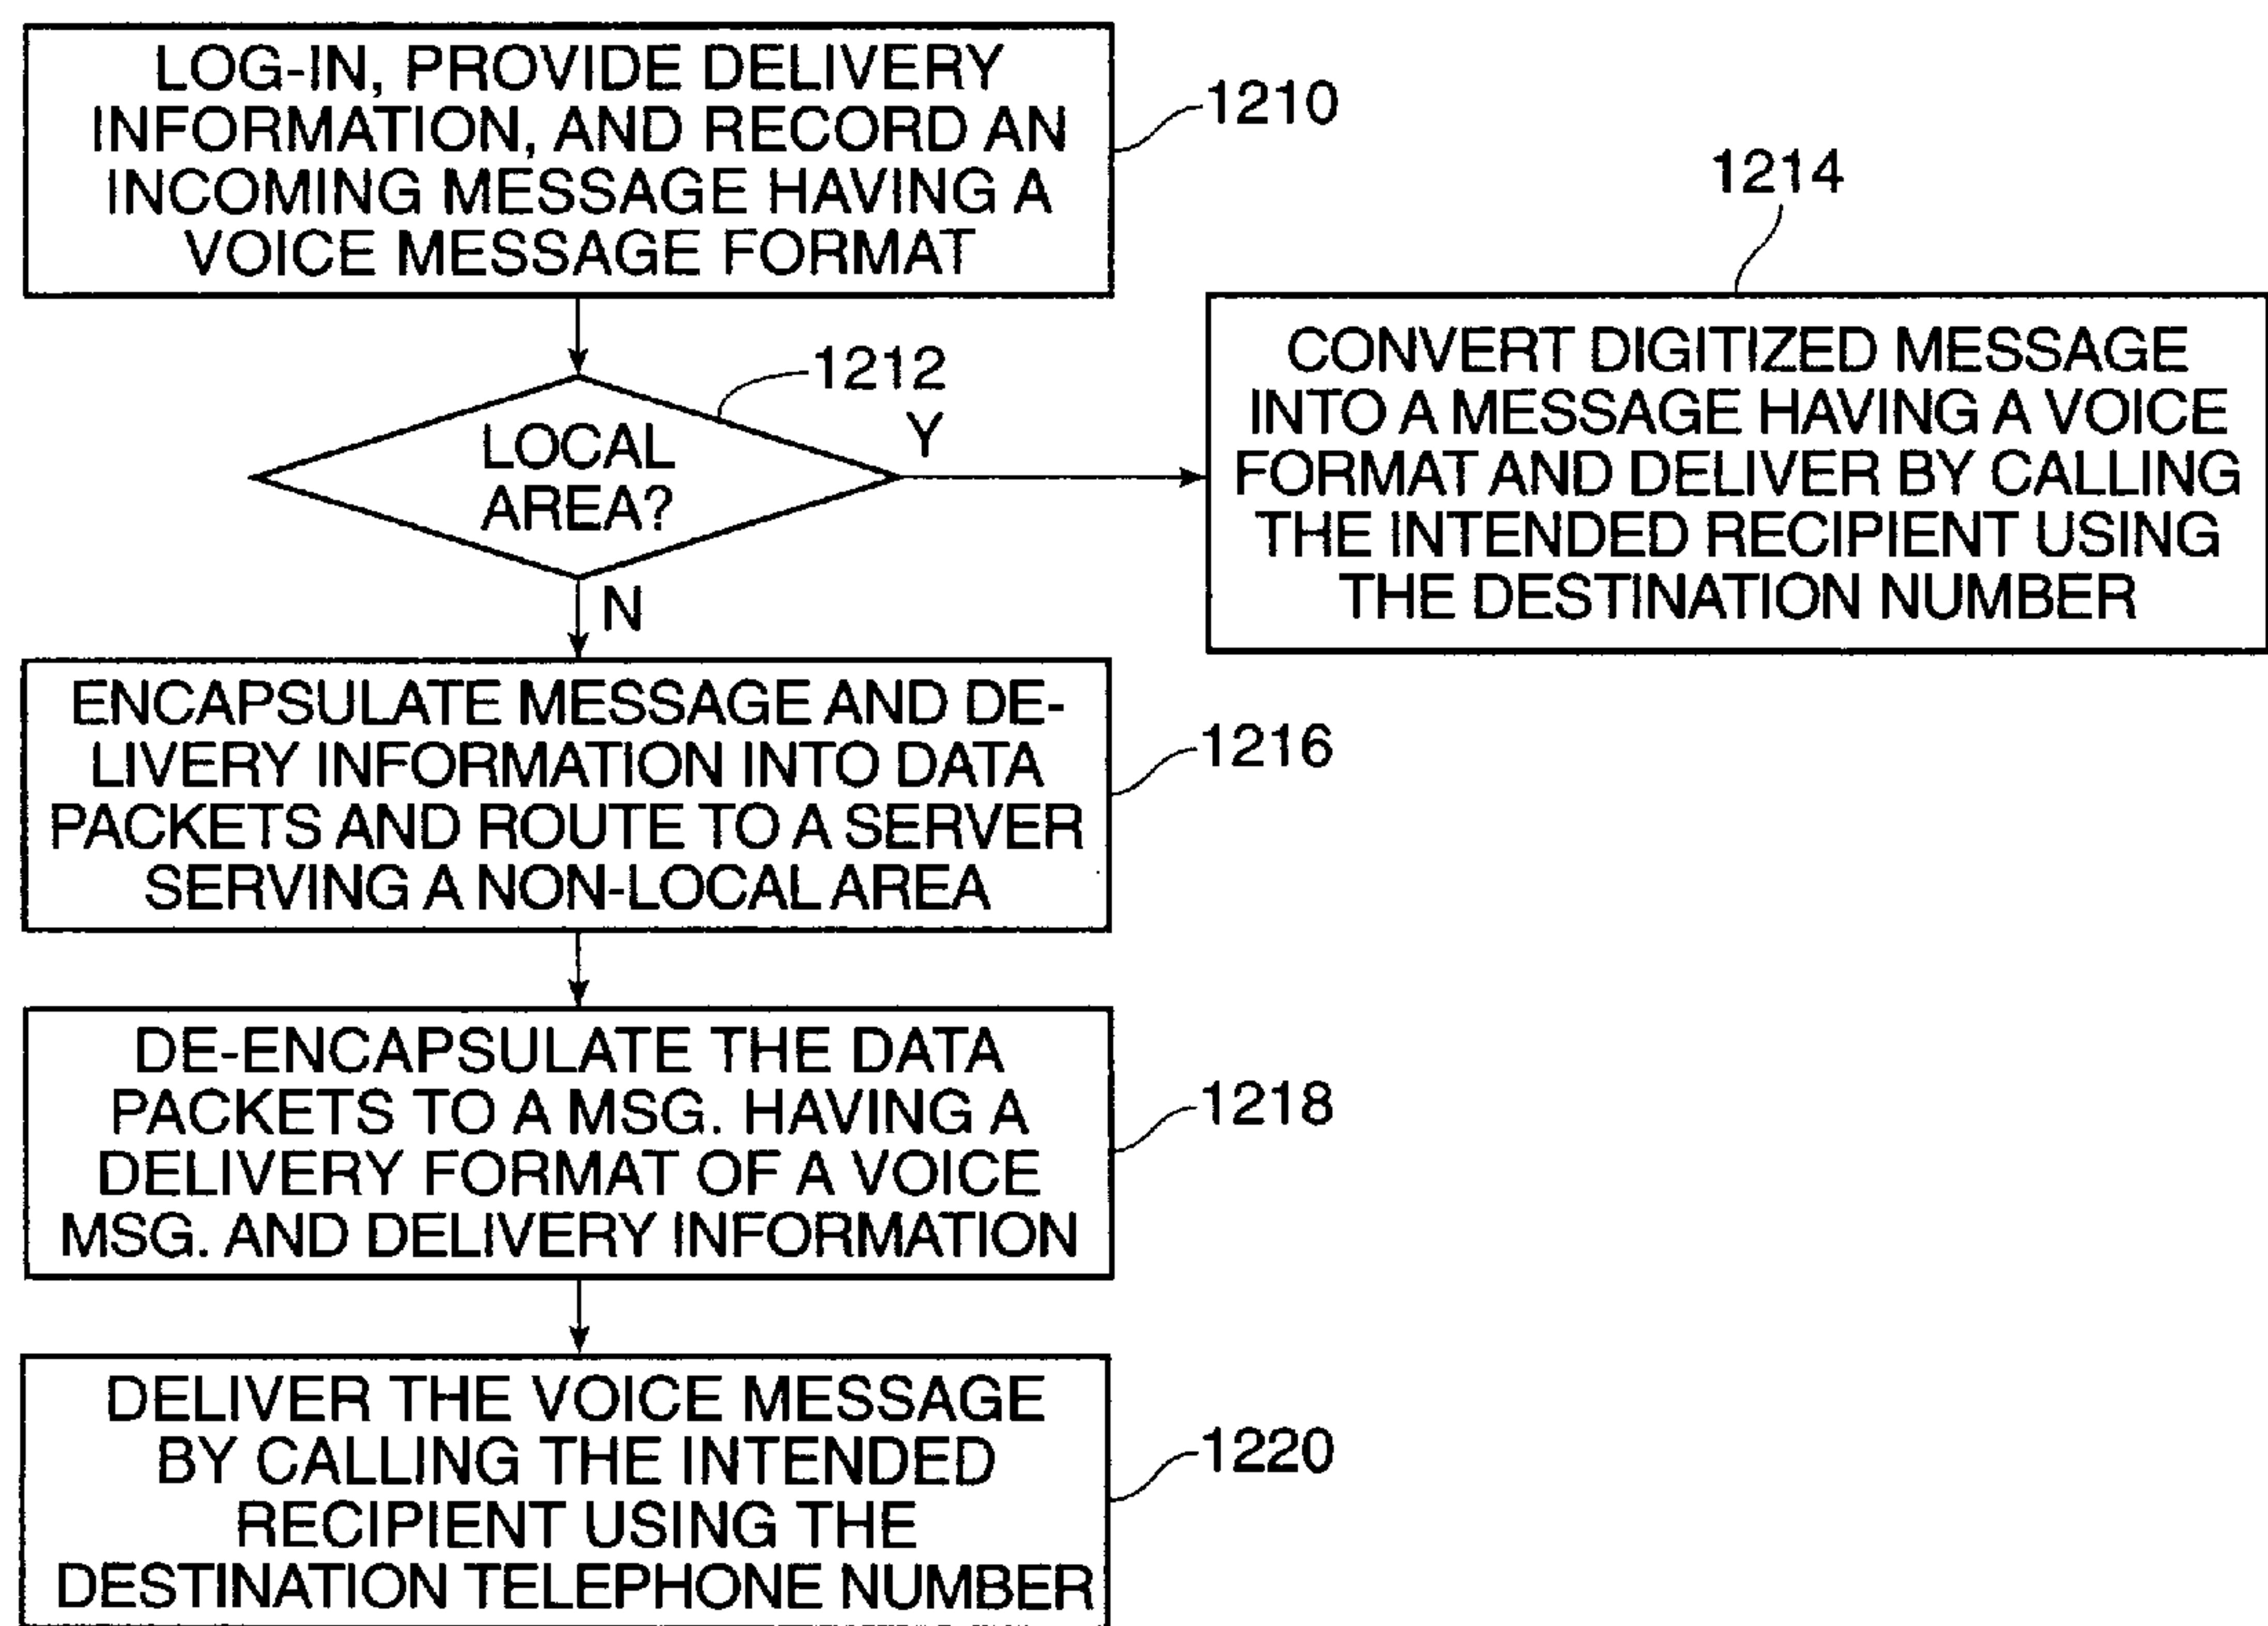 LOG-IN, PROVIDE DELIVERY
INFORMATION, AND RECORD AN
INCOMING MESSAGE HAVING A
VOICE MESSAGE FORMAT
1210
1212
LOCAL
AREA?
Y
N
1214
CONVERT DIGITIZED MESSAGE
INTO A MESSAGE HAVING A VOICE
FORMAT AND DELIVER BY CALLING
THE INTENDED RECIPIENT USING
THE DESTINATION NUMBER
ENCAPSULATE MESSAGE AND DE-
LIVERY INFORMATION INTO DATA
PACKETS AND ROUTE TO A SERVER
SERVING A NON-LOCAL AREA
1216
DE-ENCAPSULATE THE DATA
PACKETS TO A MSG. HAVING A
DELIVERY FORMAT OF A VOICE
MSG. AND DELIVERY INFORMATION
1218
DELIVER THE VOICE MESSAGE
BY CALLING THE INTENDED
RECIPIENT USING THE
DESTINATION TELEPHONE NUMBER
1220